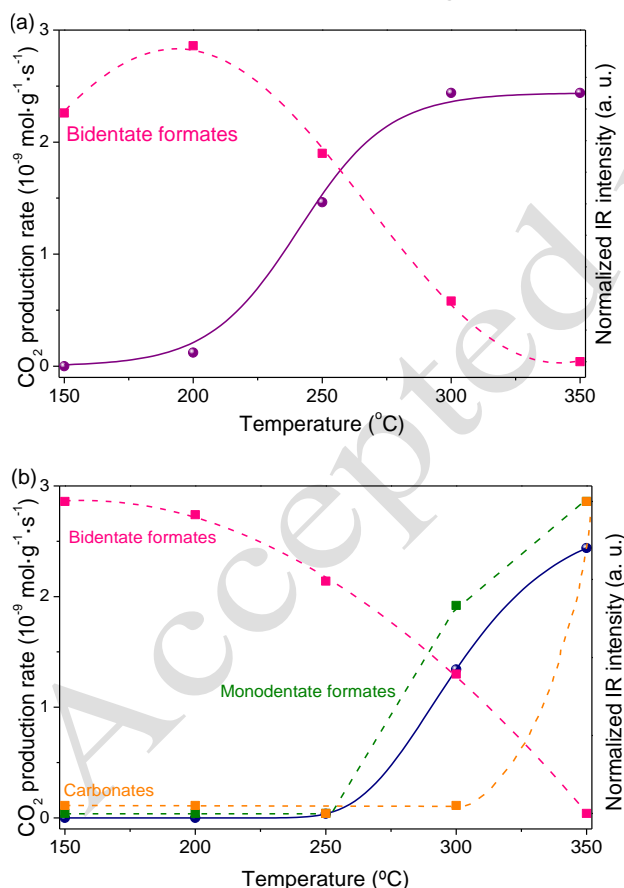 (a)
3
2
1
0
CO₂ production rate (10⁻⁹ mol·g⁻¹·s⁻¹)
Bidentate formates
Normalized IR intensity (a. u.)
150 200 250 300 350
Temperature (°C)
Accepted
(b)
3
2
1
0
CO₂ production rate (10⁻⁹ mol·g⁻¹·s⁻¹)
Bidentate formates
Monodentate formates
Carbonates
Normalized IR intensity (a. u.)
150 200 250 300 350
Temperature (ºC)